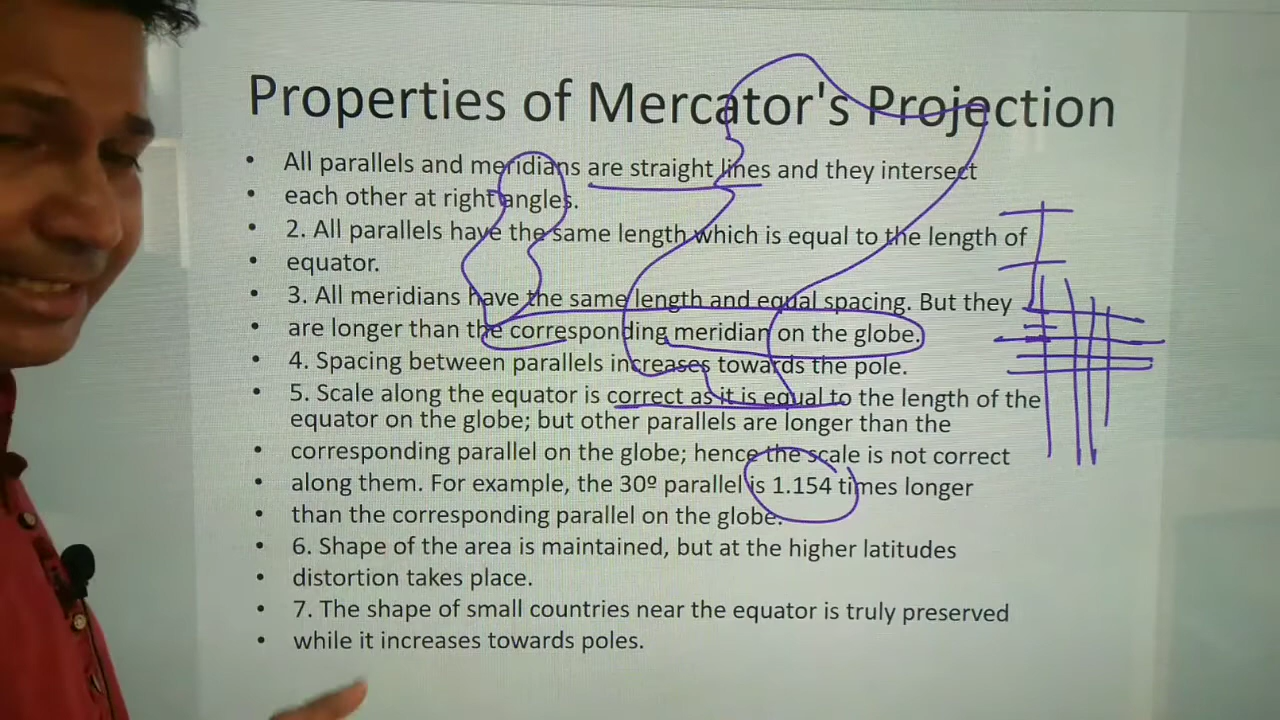 Properties of Mercator's Projection
• All parallels and meridians are straight lines and they intersect
• each other at right angles.
• 2. All parallels have the same length which is equal to the length of
• equator.
• 3. All meridians have the same length and equal spacing. But they
• are longer than the corresponding meridian on the globe.
• 4. Spacing between parallels increases towards the pole.
• 5. Scale along the equator is correct as it is equal to the length of the
equator on the globe; but other parallels are longer than the
• corresponding parallel on the globe; hence the scale is not correct
• along them. For example, the 30º parallel is 1.154 times longer
• than the corresponding parallel on the globe.
• 6. Shape of the area is maintained, but at the higher latitudes
• distortion takes place.
• 7. The shape of small countries near the equator is truly preserved
• while it increases towards poles.